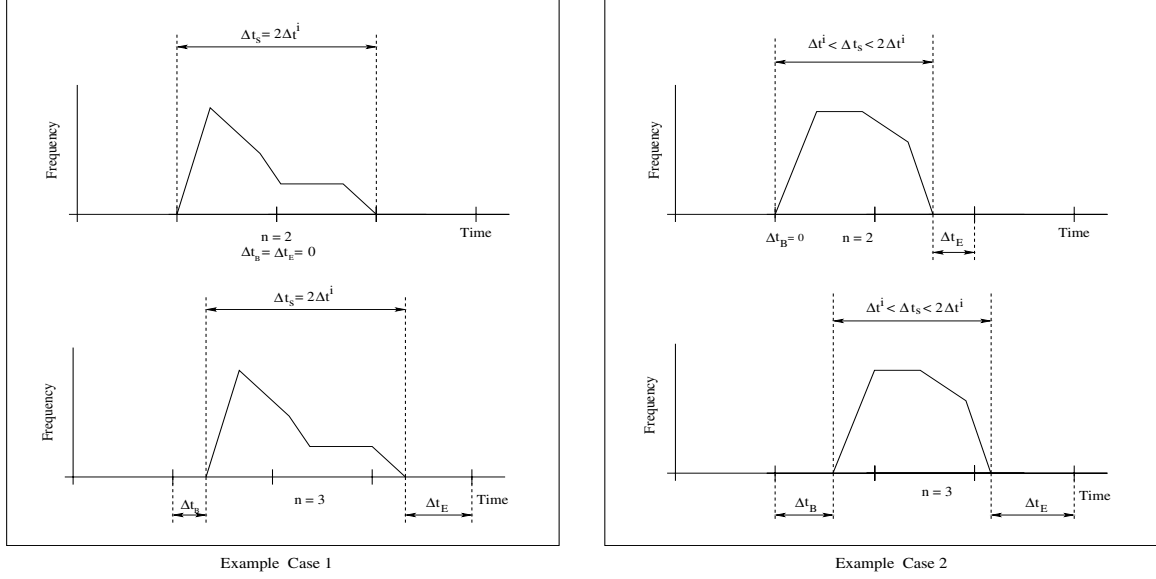 Δt_S = 2Δt^i
Frequency
n = 2
Time
Δt_B = Δt_E = 0
Δt_S = 2Δt^i
Frequency
Δt_B
n = 3
Δt_E
Time
Example Case 1
Δt^i < Δt_S < 2Δt^i
Frequency
Δt_B = 0
n = 2
Δt_E
Time
Δt^i < Δt_S < 2Δt^i
Frequency
Δt_B
n = 3
Δt_E
Time
Example Case 2